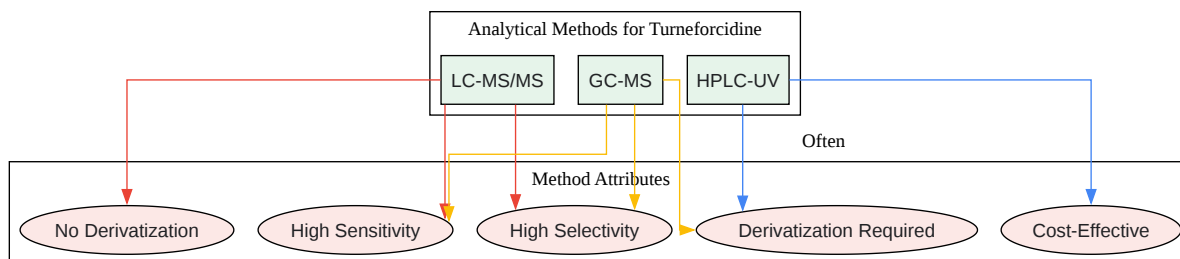 Analytical Methods for Turneforcidine
LC-MS/MS
GC-MS
HPLC-UV
Often
Method Attributes
No Derivatization
High Sensitivity
High Selectivity
Derivatization Required
Cost-Effective